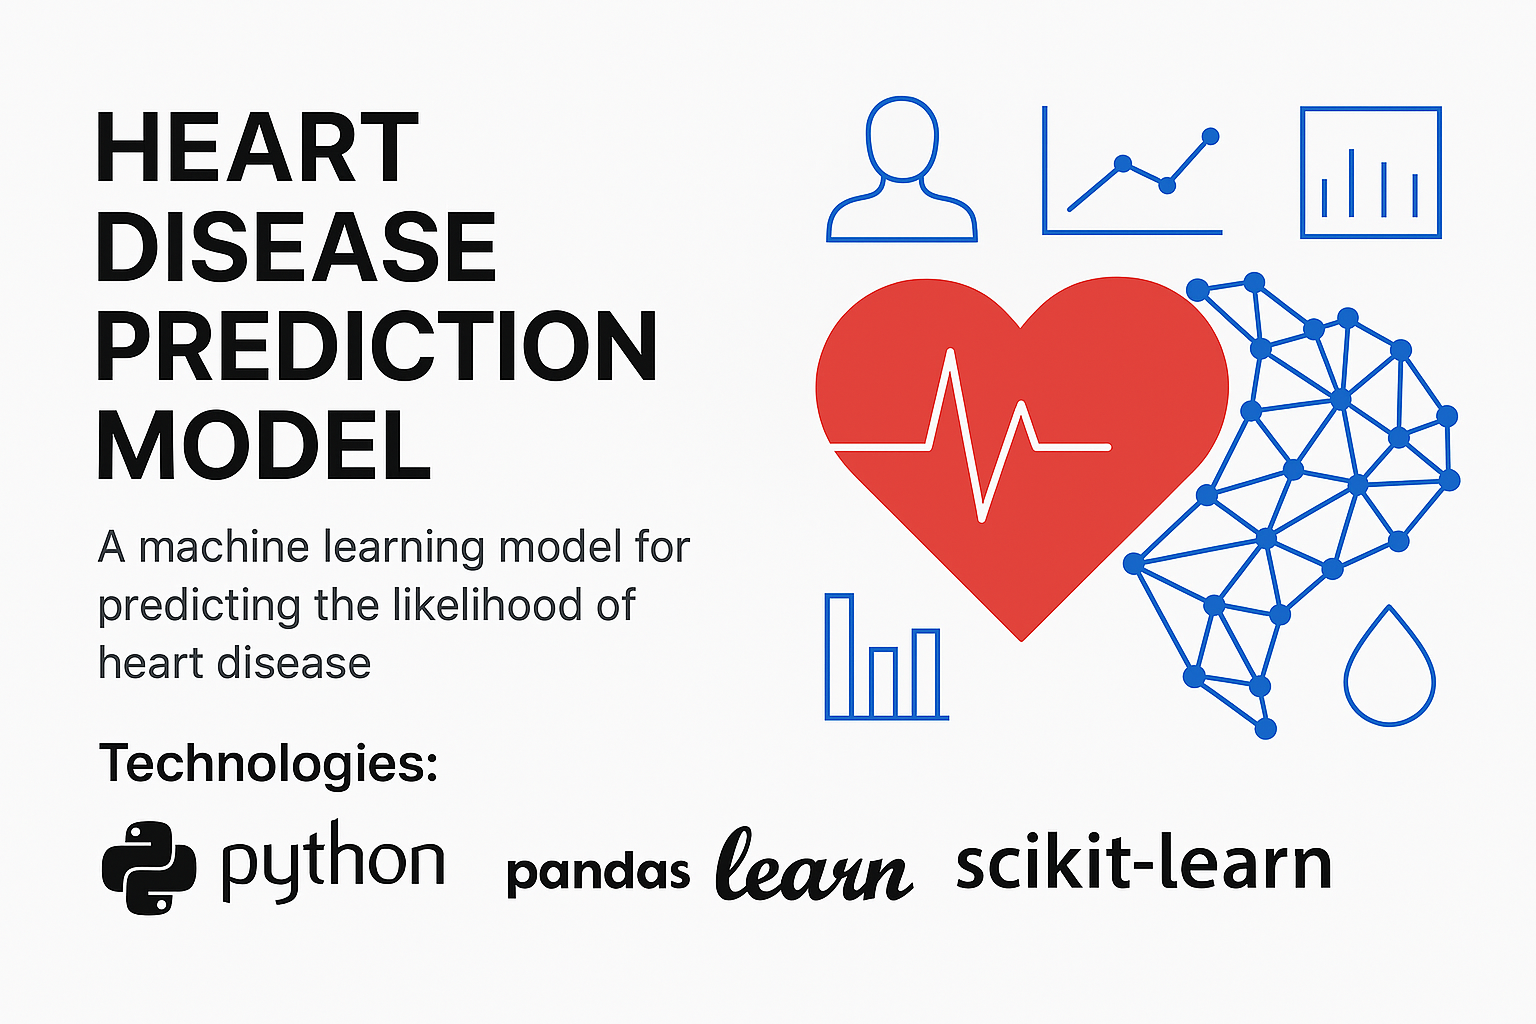 HEART
DISEASE
PREDICTION
MODEL
A machine learning model for
predicting the likelihood of
heart disease
Technologies:
python pandas learn scikit-learn